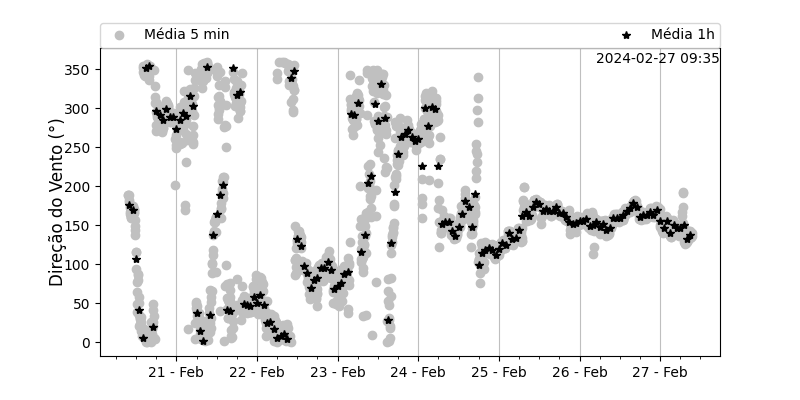 Média 5 min
Média 1h
2024-02-27 09:35
Direção do Vento (°)
350
300
250
200
150
100
50
0
21 - Feb
22 - Feb
23 - Feb
24 - Feb
25 - Feb
26 - Feb
27 - Feb